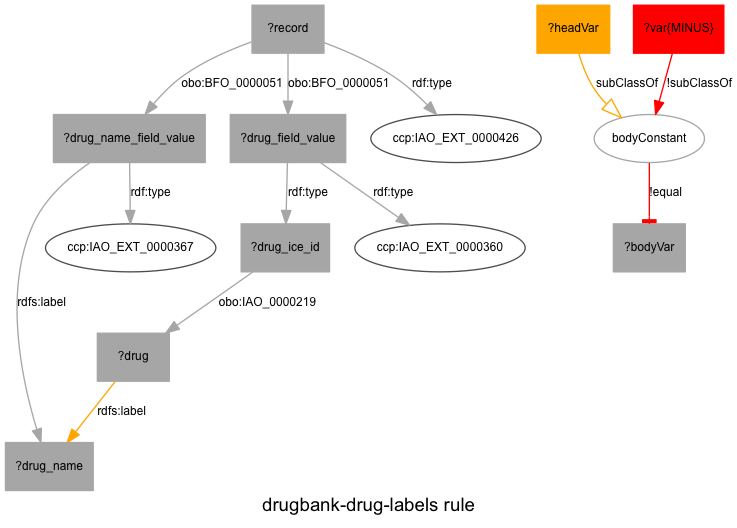 ?record
?headVar
?var{MINUS}
obo:BFO_0000051
obo:BFO_0000051
rdf:type
subClassOf
!subClassOf
?drug_name_field_value
?drug_field_value
ccp:IAO_EXT_0000426
bodyConstant
rdf:type
rdf:type
rdf:type
!equal
ccp:IAO_EXT_0000367
?drug_ice_id
ccp:IAO_EXT_0000360
?bodyVar
rdfs:label
obo:IAO_0000219
?drug
rdfs:label
?drug_name
drugbank-drug-labels rule